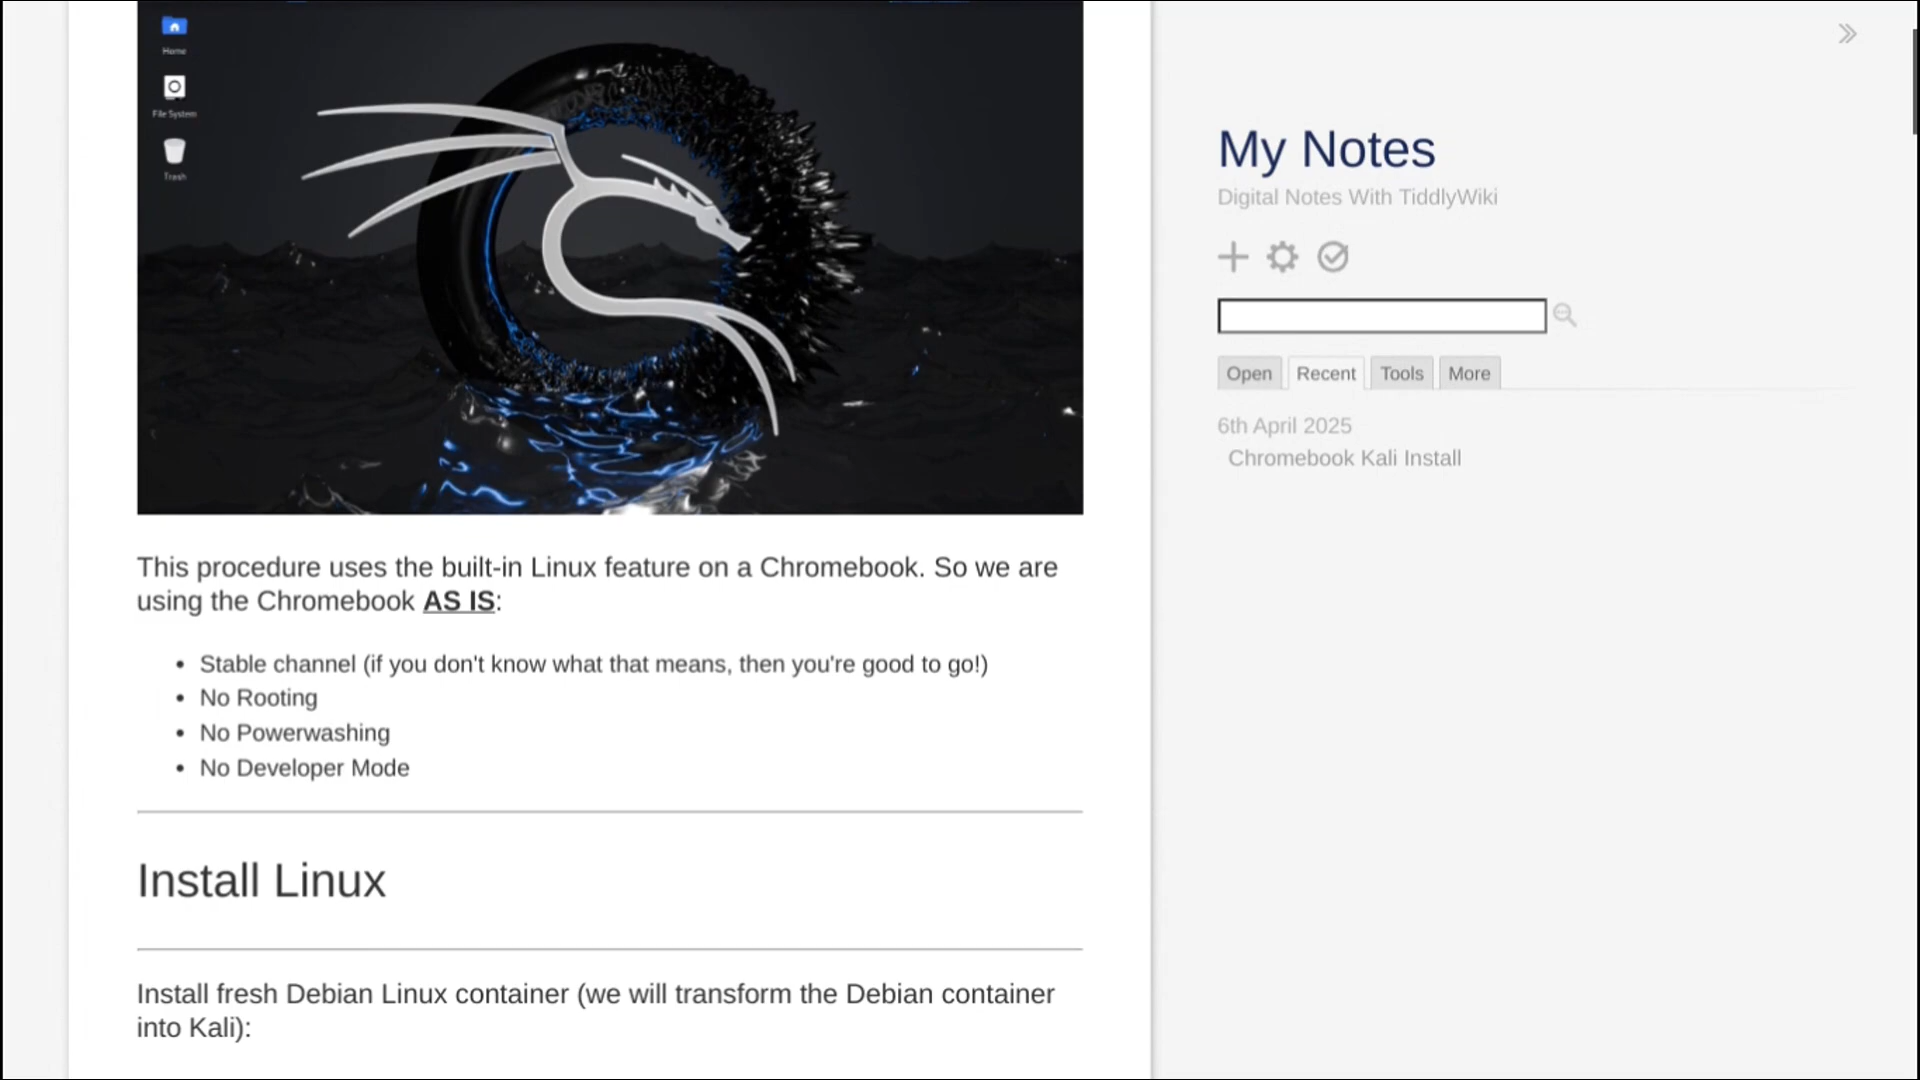 Home
File System
Trash
This procedure uses the built-in Linux feature on a Chromebook. So we are
using the Chromebook AS IS:
• Stable channel (if you don't know what that means, then you're good to go!)
• No Rooting
• No Powerwashing
• No Developer Mode
Install Linux
Install fresh Debian Linux container (we will transform the Debian container
into Kali):
My Notes
Digital Notes With TiddlyWiki
Open Recent Tools More
6th April 2025
Chromebook Kali Install